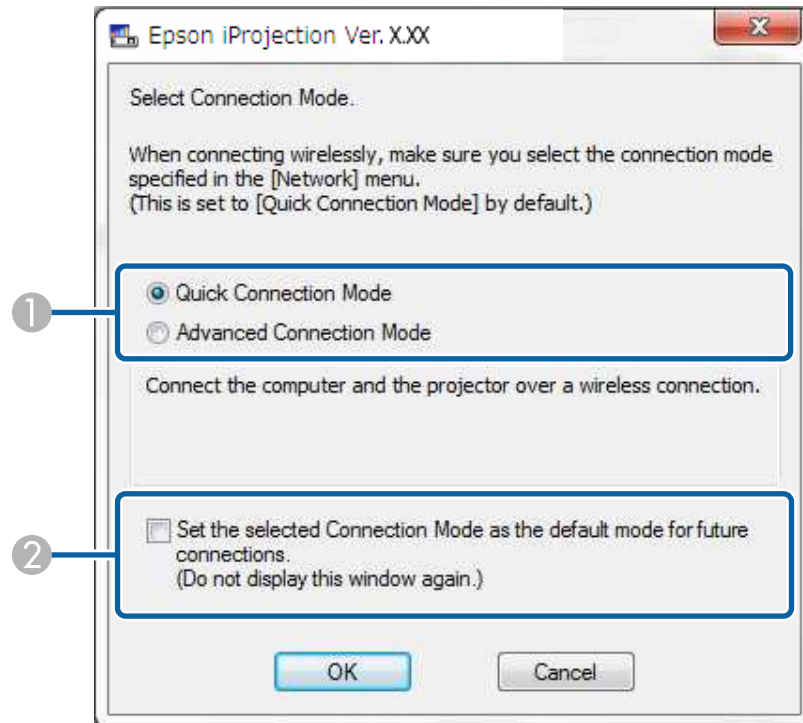 Epson iProjection Ver. X.XX
Select Connection Mode.
When connecting wirelessly, make sure you select the connection mode
specified in the [Network] menu.
(This is set to [Quick Connection Mode] by default.)
1
Quick Connection Mode
Advanced Connection Mode
Connect the computer and the projector over a wireless connection.
2
Set the selected Connection Mode as the default mode for future
connections.
(Do not display this window again.)
OK
Cancel